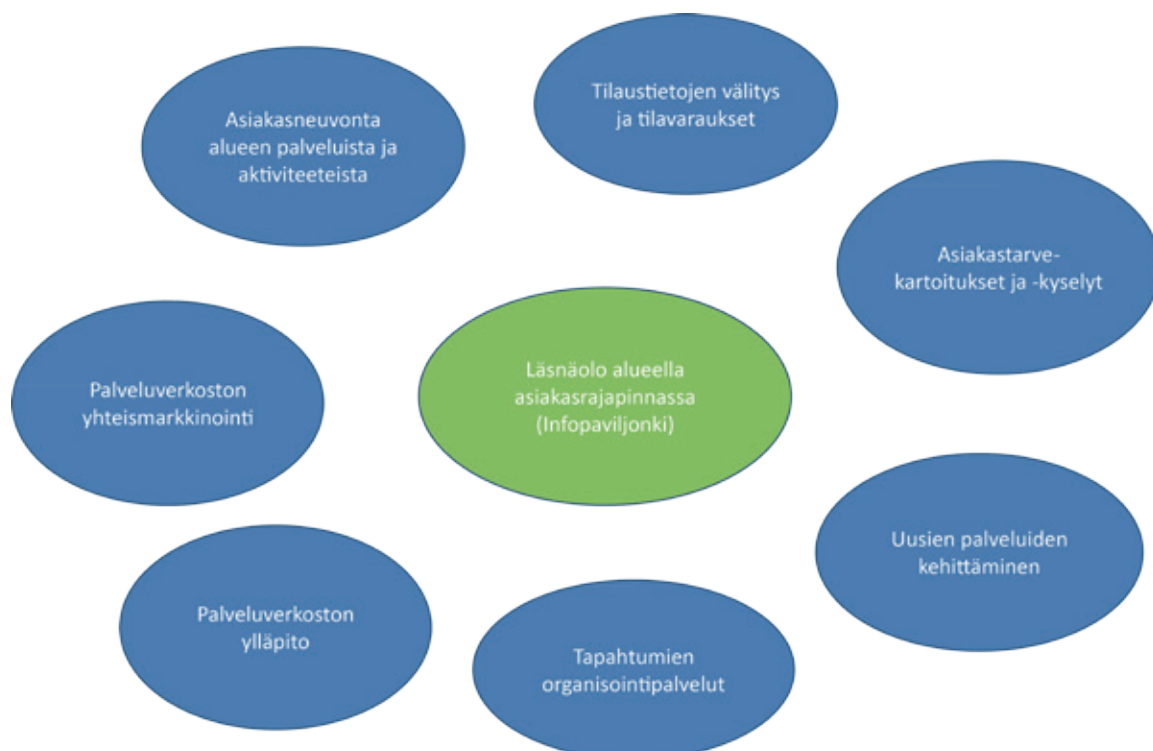 Asiakasneuvonta
alueen palveluista ja
aktiviteeteista
Tilaustietojen välitys
ja tilavaraukset
Asiakastarve-
kartoitukset ja -kyselyt
Läsnäolo alueella
asiakasrajapinnassa
(Infopaviljonki)
Palveluverkoston
yhteismarkkinointi
Uusien palveluiden
kehittäminen
Palveluverkoston
ylläpito
Tapahtumien
organisointipalvelut